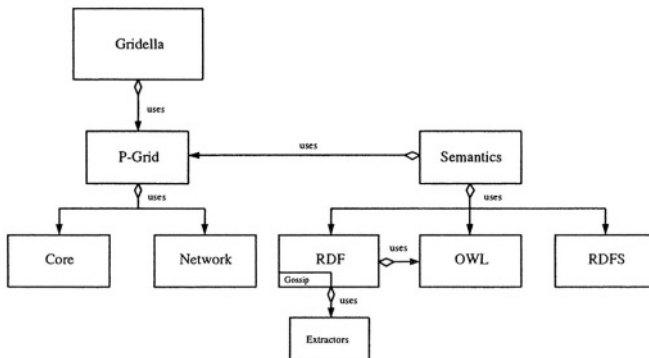 Gridella
uses
P-Grid
uses
Semantics
uses
uses
Core
Network
RDF
uses
OWL
RDFS
Gossip
uses
Extractors